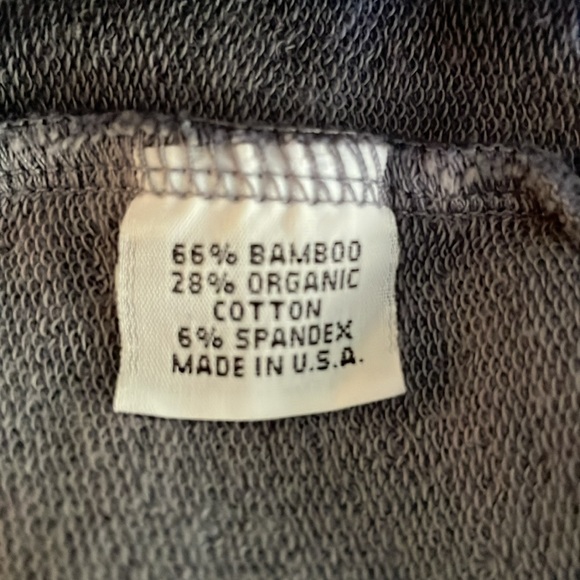 66% BAMBOO
28% ORGANIC
COTTON
6% SPANDEX
MADE IN U.S.A.